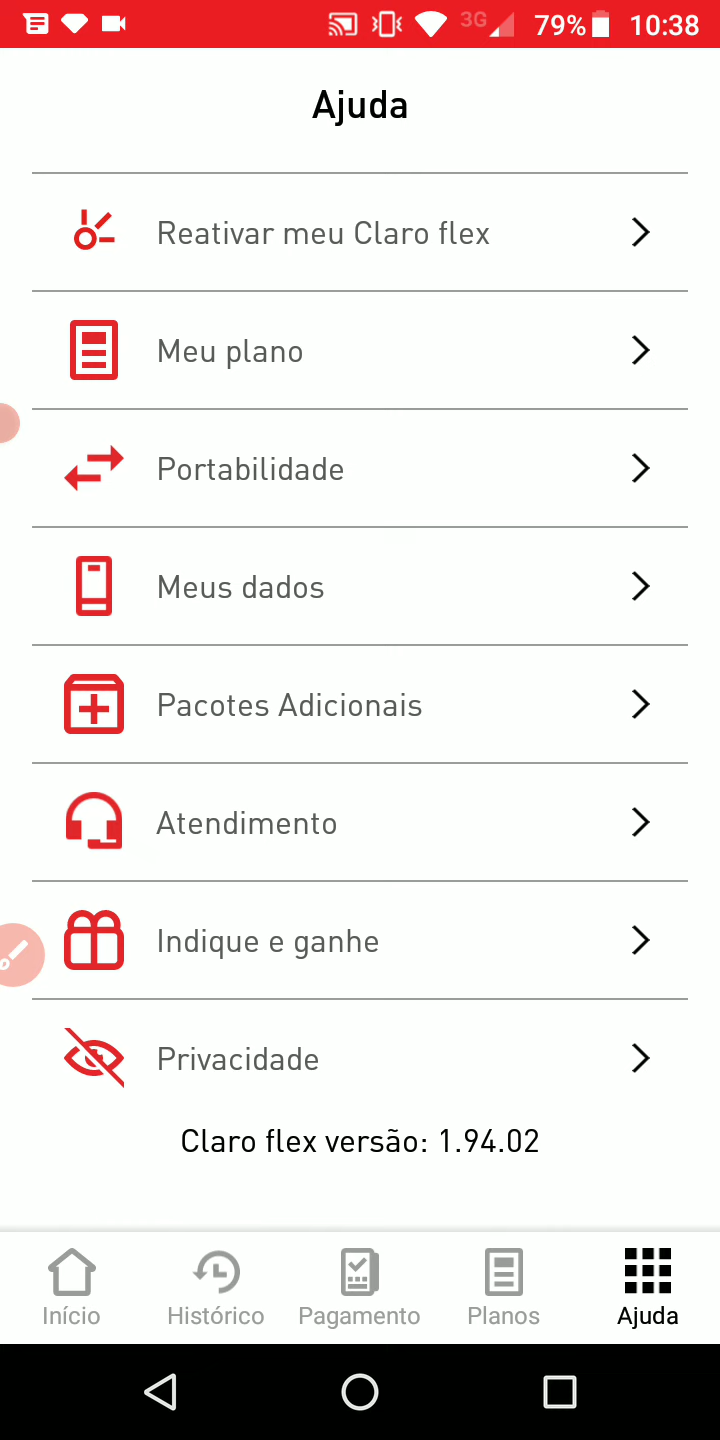 3G 79% 10:38
Ajuda
Reativar meu Claro flex
Meu plano
Portabilidade
Meus dados
Pacotes Adicionais
Atendimento
Indique e ganhe
Privacidade
Claro flex versão: 1.94.02
Início Histórico Pagamento Planos Ajuda